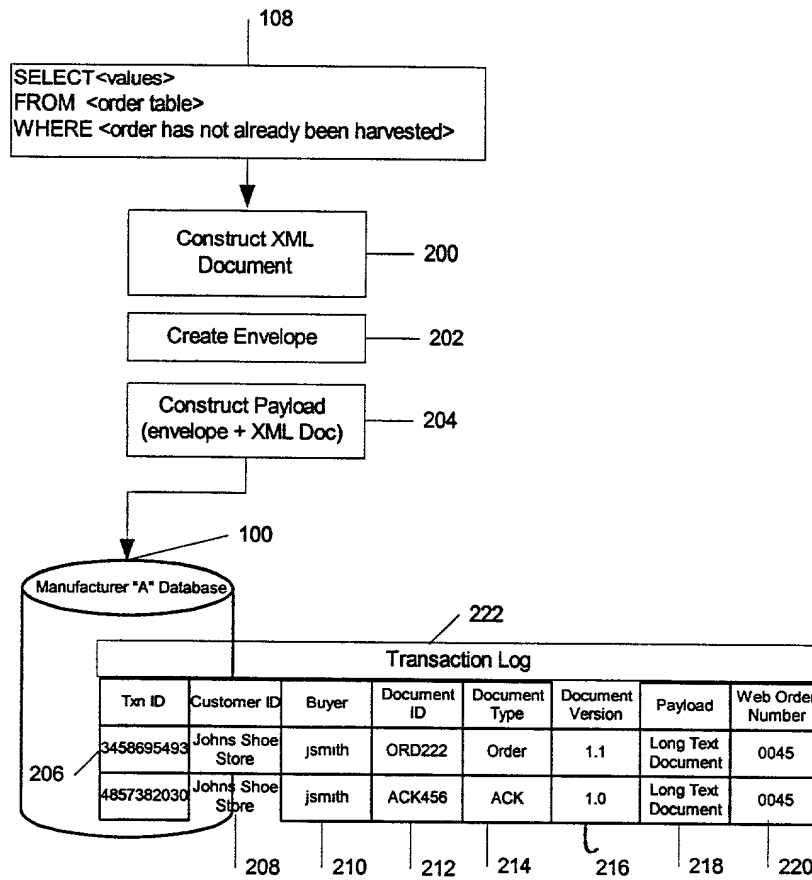 108
SELECT<values>
FROM <order table>
WHERE <order has not already been harvested>
Construct XML
Document
200
Create Envelope
202
Construct Payload
(envelope + XML Doc)
204
100
Manufacturer "A" Database
222
Transaction Log
Txn ID
Customer ID
Buyer
Document
ID
Document
Type
Document
Version
Payload
Web Order
Number
3458695493
Johns Shoe
Store
jsmith
ORD222
Order
1.1
Long Text
Document
0045
206
4857382030
Johns Shoe
Store
jsmith
ACK456
ACK
1.0
Long Text
Document
0045
208
210
212
214
216
218
220